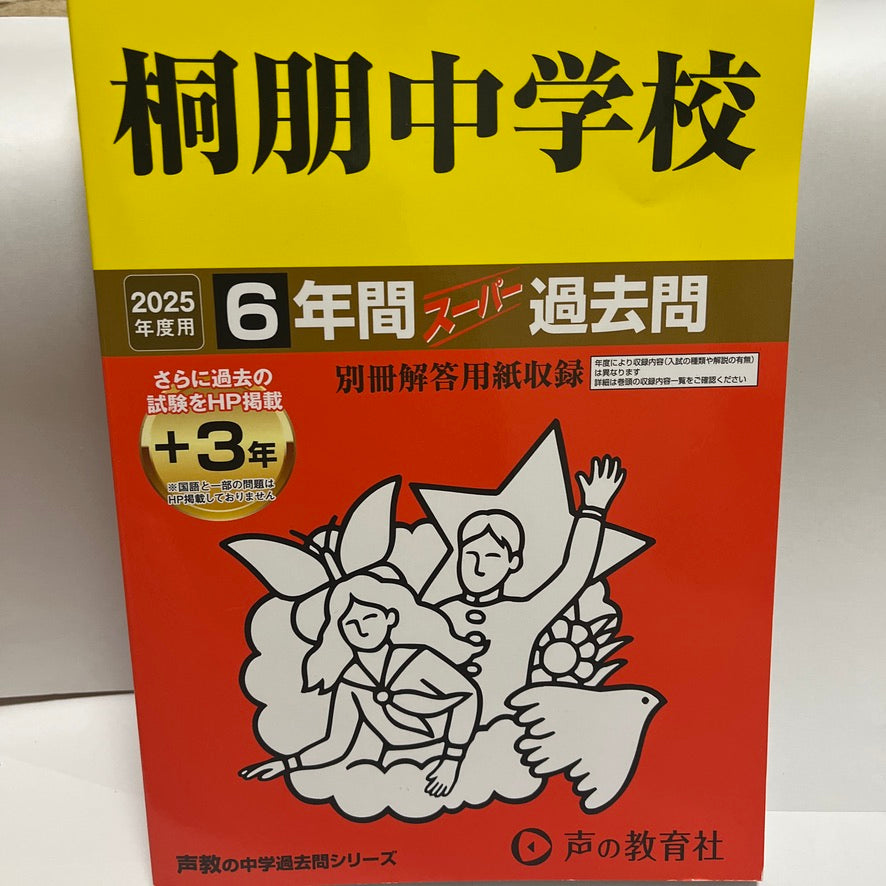 桐朋中学校
2025
年度用
6年間スーパー過去問
別冊解答用紙収録
年度により収録内容(入試の種類や解説の有無)
は異なります
詳細は巻頭の収録内容一覧をご確認ください
さらに過去の
試験をHP掲載
+3年
※国語と一部の問題は
HP掲載しておりません
声教の中学過去問シリーズ
声の教育社